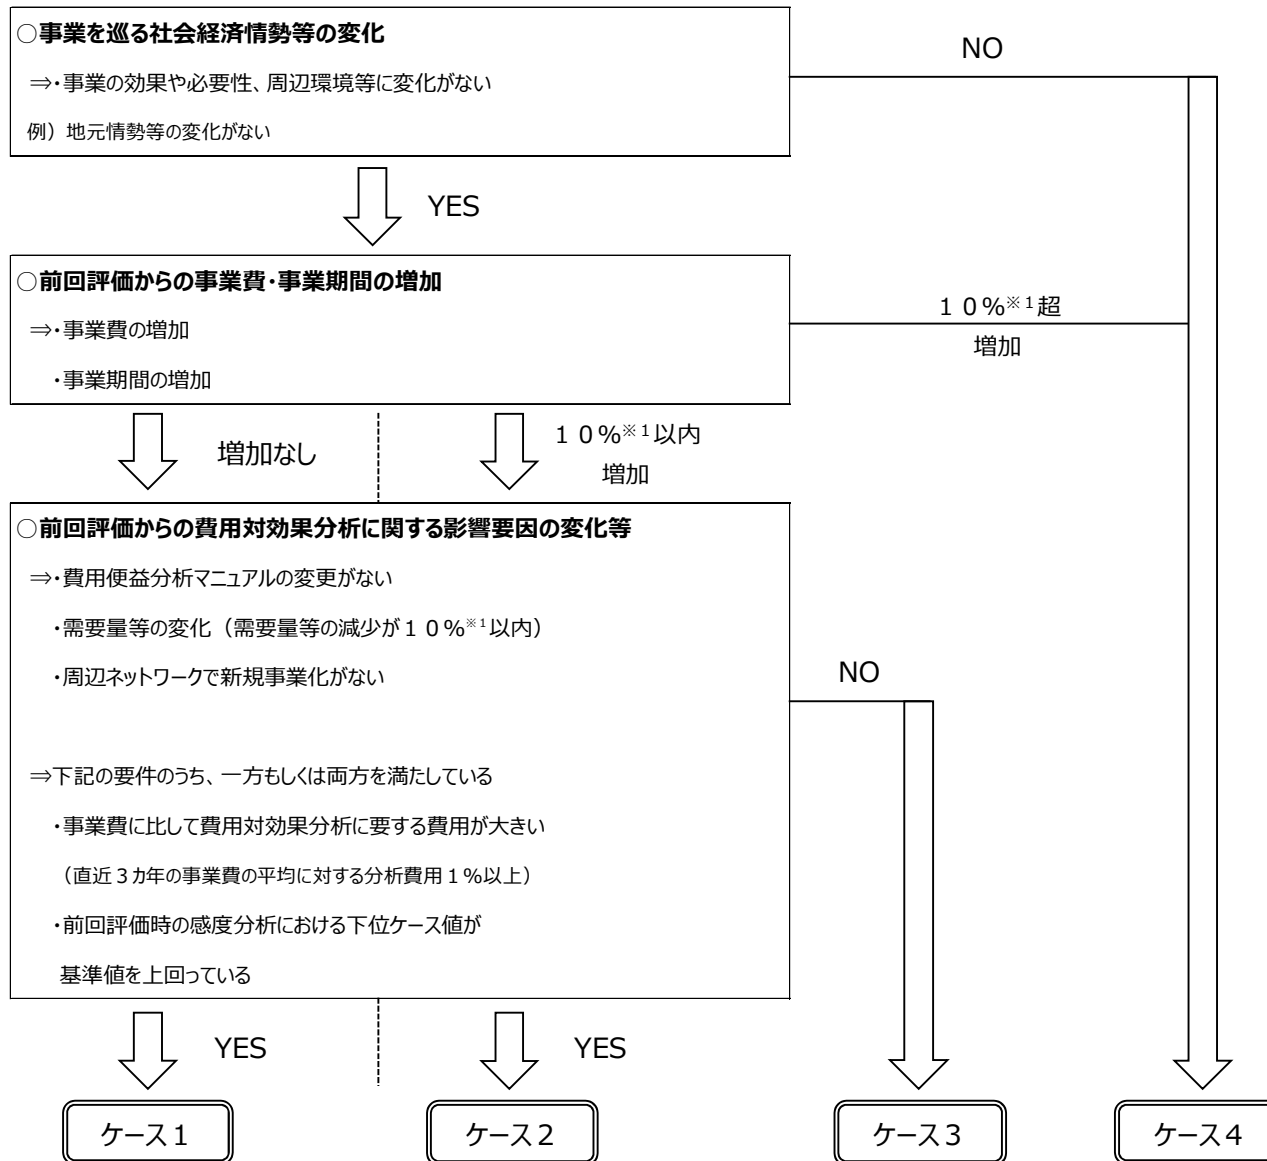 ○事業を巡る社会経済情勢等の変化
⇒・事業の効果や必要性、周辺環境等に変化がない
例）地元情勢等の変化がない
NO
YES
○前回評価からの事業費・事業期間の増加
⇒・事業費の増加
・事業期間の増加
１０%※1超
増加
増加なし
１０%※1以内
増加
○前回評価からの費用対効果分析に関する影響要因の変化等
⇒・費用便益分析マニュアルの変更がない
・需要量等の変化（需要量等の減少が１０%※1以内）
・周辺ネットワークで新規事業化がない
NO
⇒下記の要件のうち、一方もしくは両方を満たしている
・事業費に比して費用対効果分析に要する費用が大きい
（直近３カ年の事業費の平均に対する分析費用１%以上）
・前回評価時の感度分析における下位ケース値が
基準値を上回っている
YES
YES
ケース１
ケース２
ケース３
ケース４